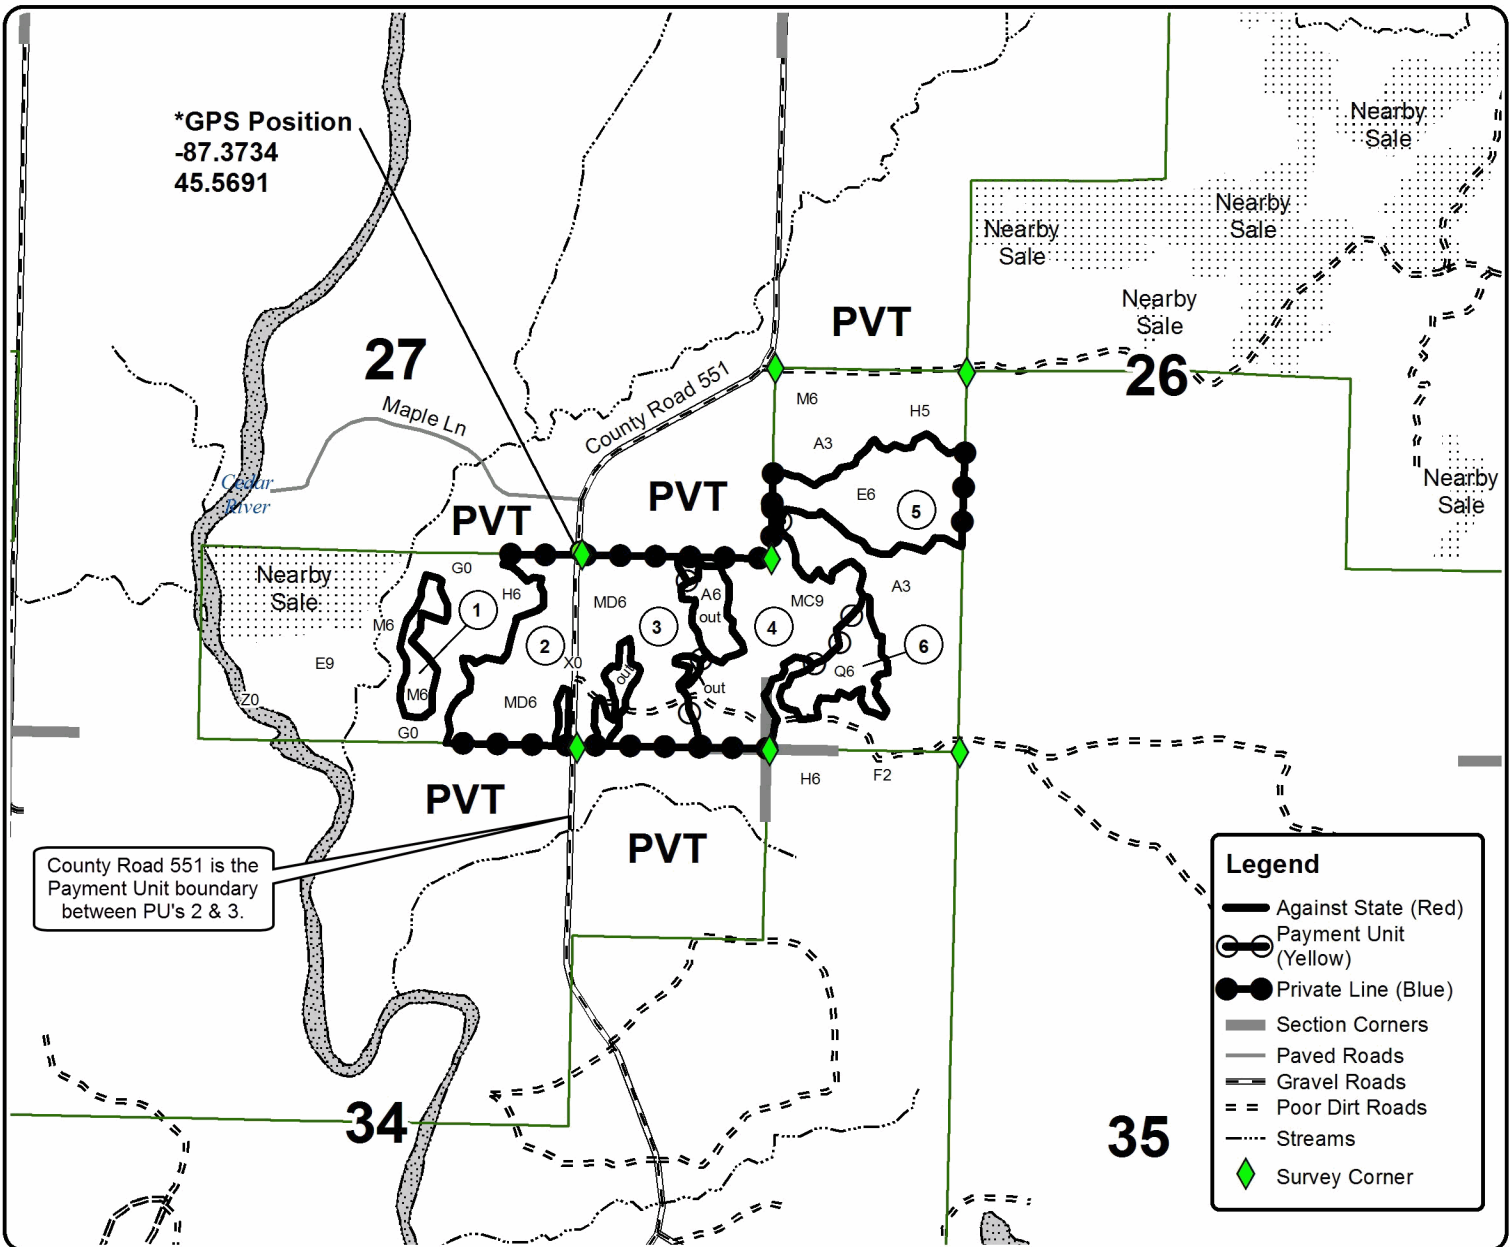 *GPS Position
-87.3734
45.5691
Nearby
Sale
Nearby
Sale
Nearby
Sale
Nearby
Sale
PVT
27
26
County Road 551
Maple Ln
M6
H5
A3
Cedar
River
PVT
PVT
E6
5
Nearby
Sale
Nearby
Sale
G0
H6
1
M6
MD6
3
A6
out
MC9
4
A3
2
X0
6
E9
M6
Q6
out
out
Z0
MD6
G0
H6
F2
PVT
PVT
County Road 551 is the
Payment Unit boundary
between PU's 2 & 3.
34
35
Legend
Against State (Red)
Payment Unit
(Yellow)
Private Line (Blue)
Section Corners
Paved Roads
Gravel Roads
Poor Dirt Roads
Streams
Survey Corner